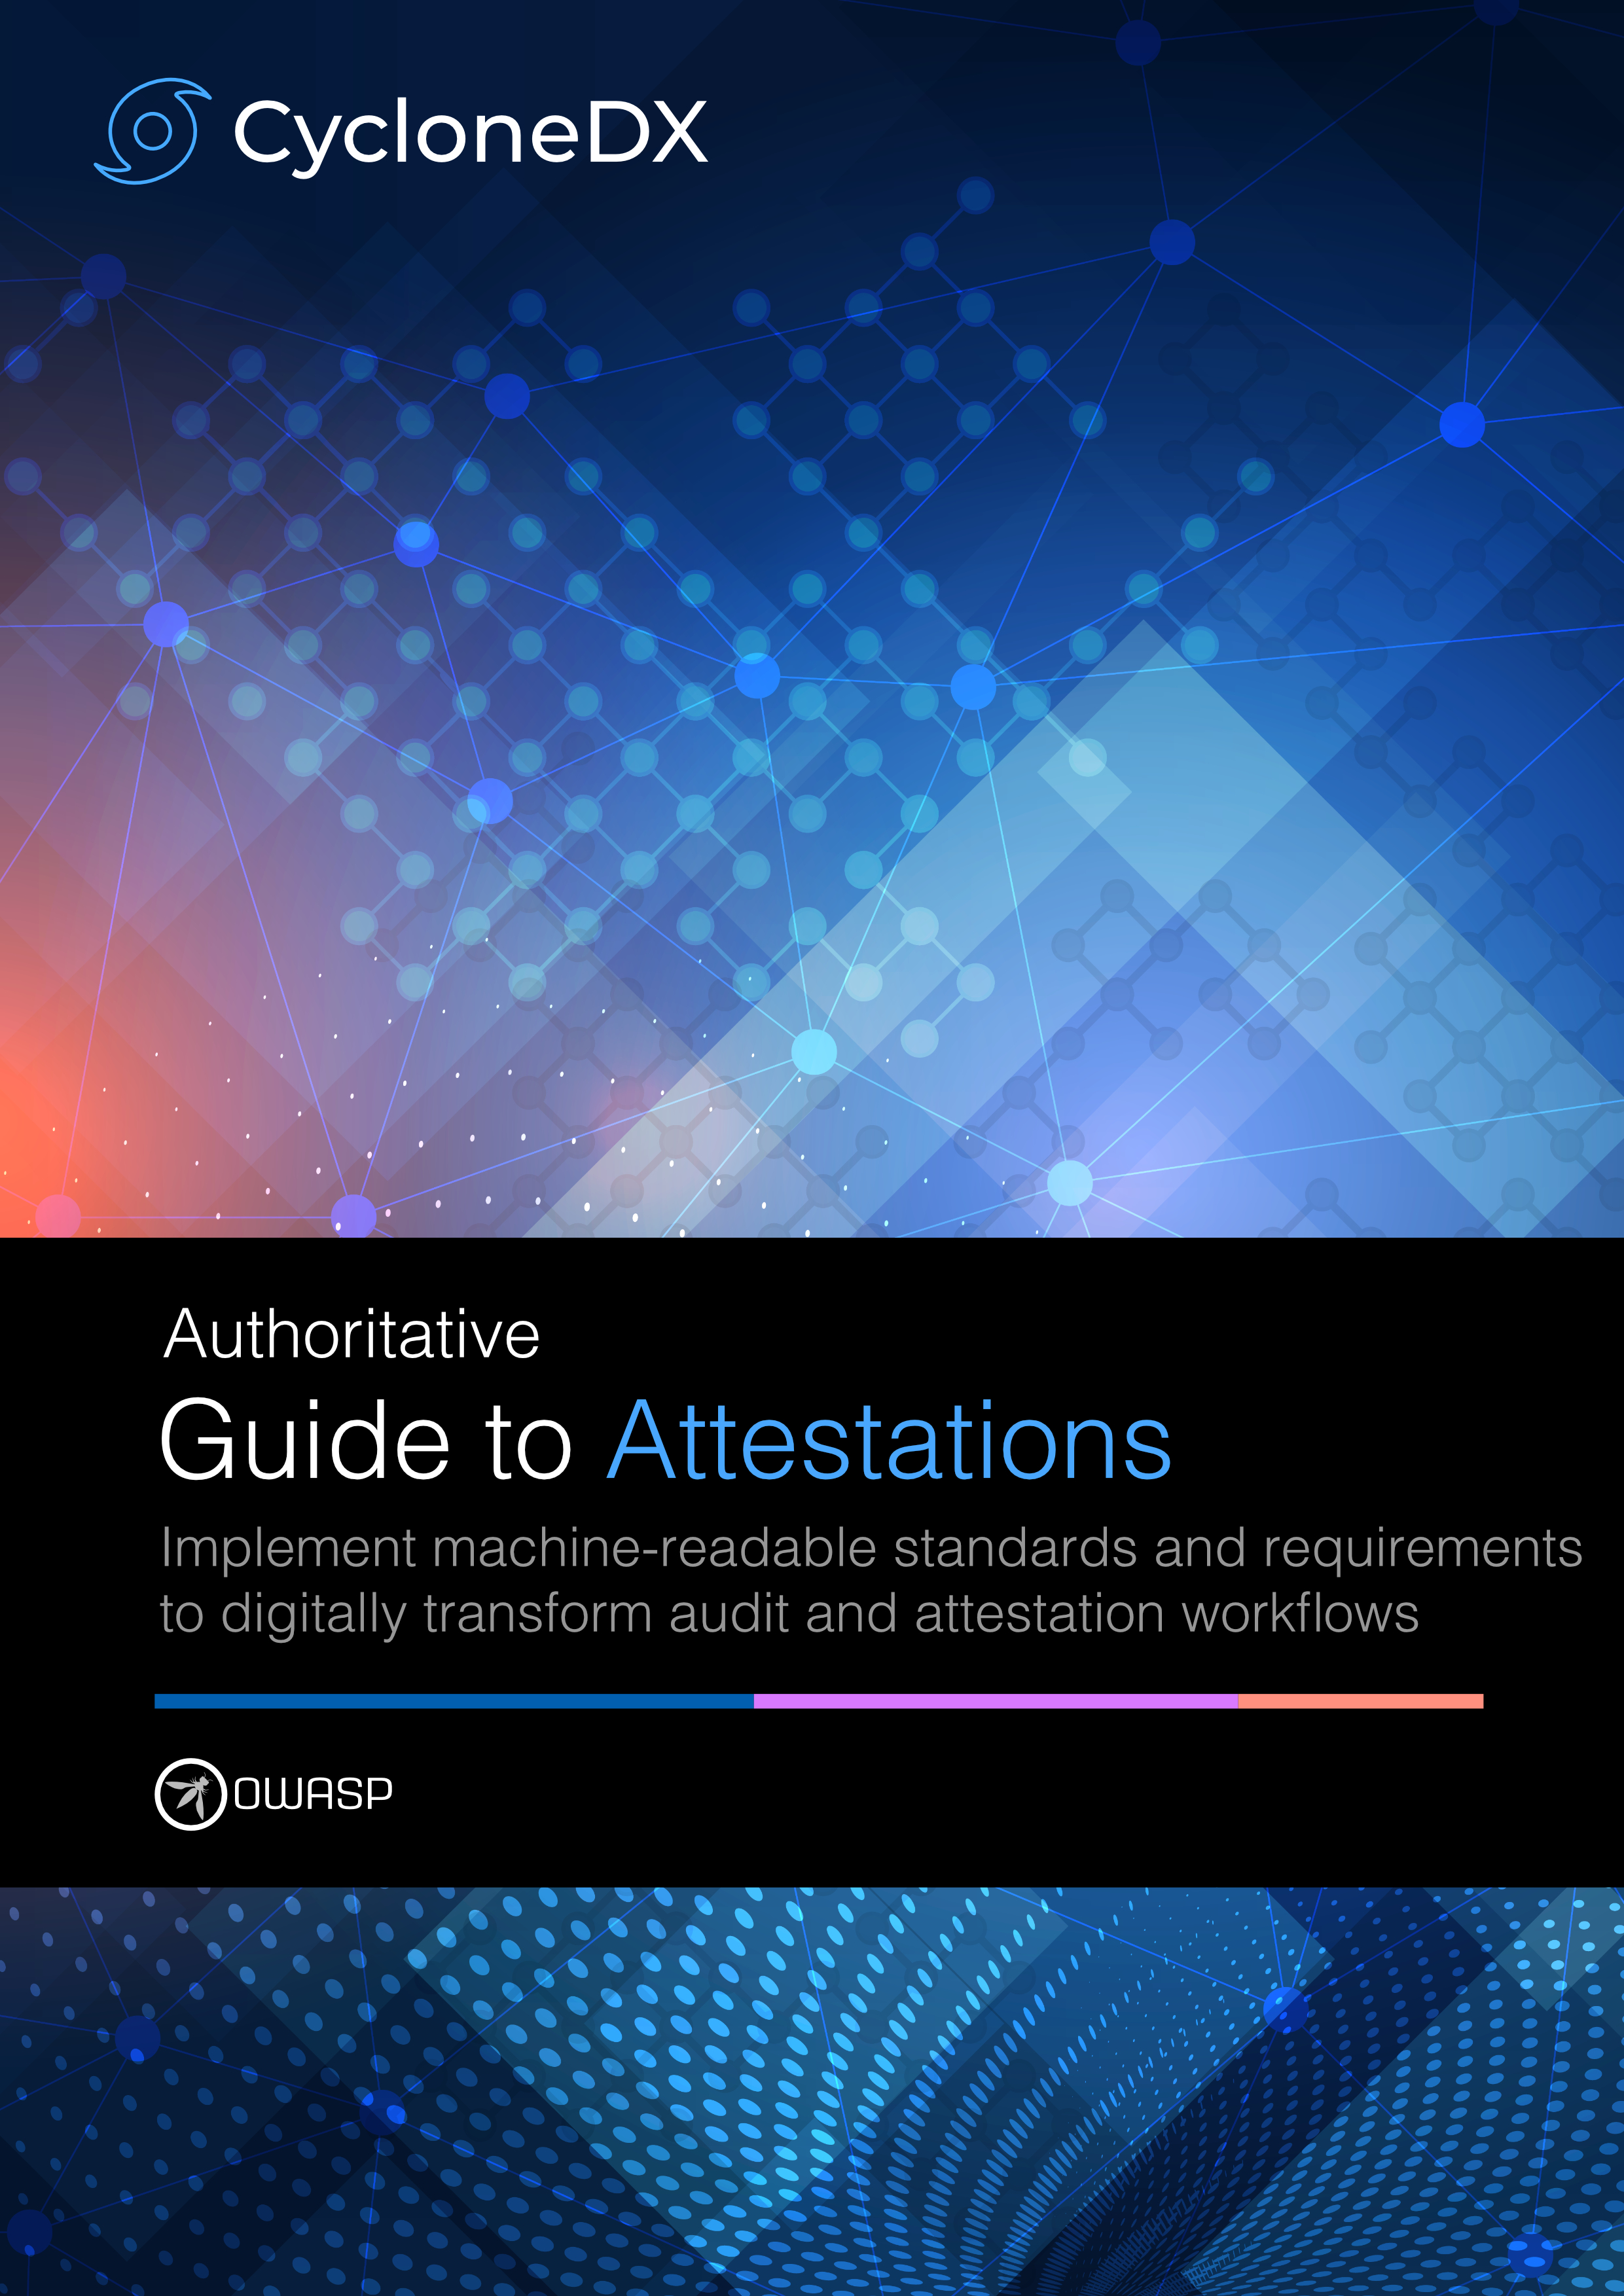 CycloneDX
Authoritative
Guide to Attestations
Implement machine-readable standards and requirements
to digitally transform audit and attestation workflows
OWASP